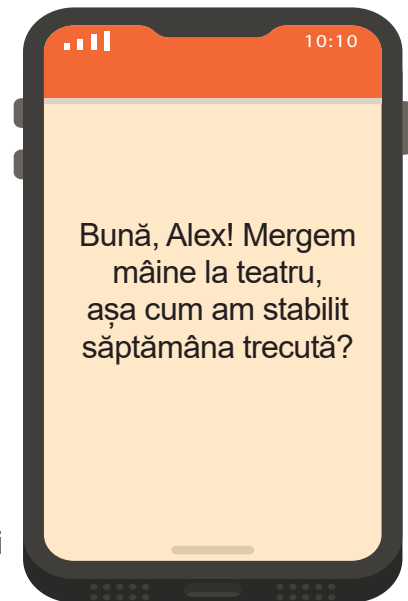 10:10
Bună, Alex! Mergem
mâine la teatru,
așa cum am stabilit
săptămâna trecută?
i